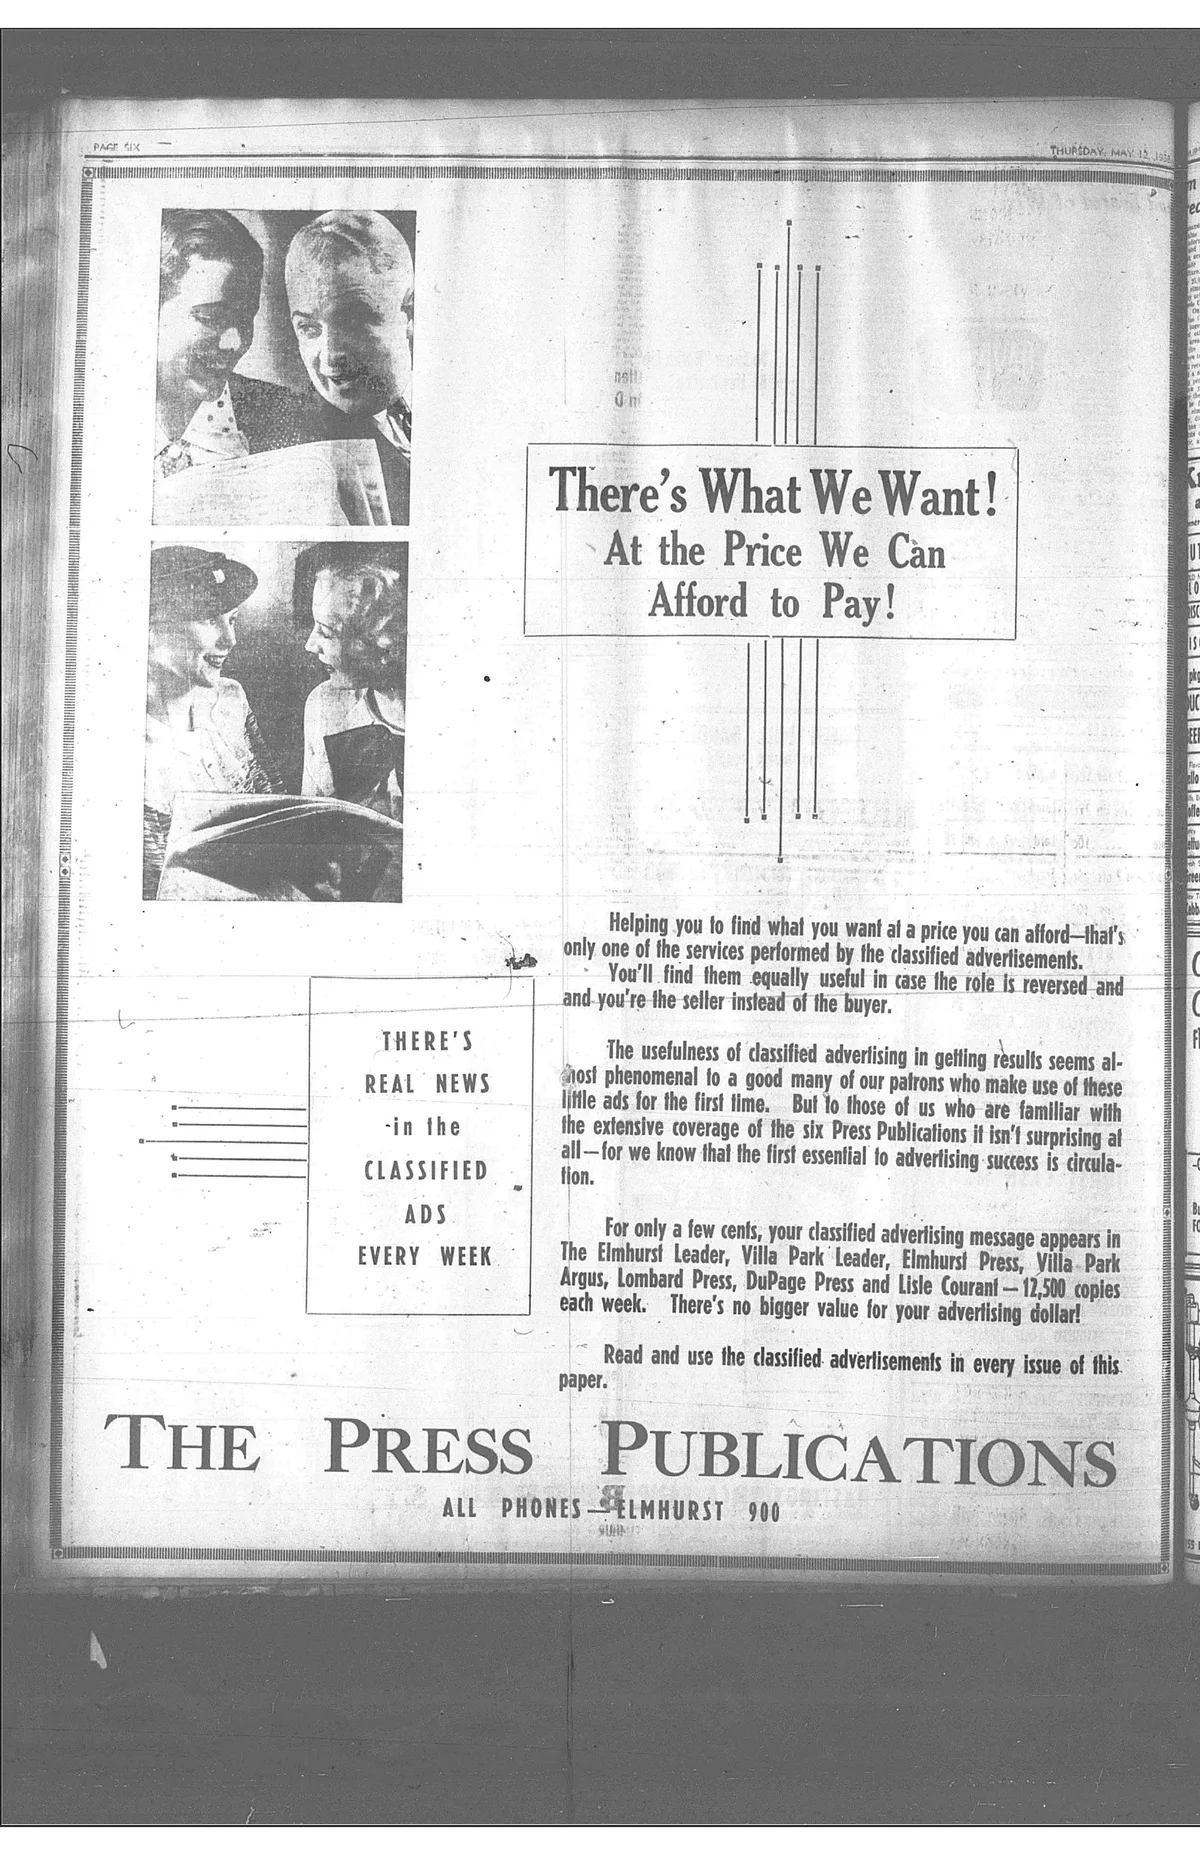 PAGE SIX
THURSDAY, MAY 12, 1938
There's What We Want!
At the Price We Can
Afford to Pay!
Helping you to find what you want at a price you can afford—that's
only one of the services performed by the classified advertisements.
You'll find them equally useful in case the role is reversed and
and you're the seller instead of the buyer.
The usefulness of classified advertising in getting results seems al-
most phenomenal to a good many of our patrons who make use of these
little ads for the first time. But to those of us who are familiar with
the extensive coverage of the six Press Publications it isn't surprising at
all—for we know that the first essential to advertising success is circula-
tion.
For only a few cents, your classified advertising message appears in
The Elmhurst Leader, Villa Park Leader, Elmhurst Press, Villa Park
Argus, Lombard Press, DuPage Press and Lisle Courant—12,500 copies
each week. There's no bigger value for your advertising dollar!
Read and use the classified advertisements in every issue of this
paper.
THERE'S
REAL NEWS
-in the
CLASSIFIED
ADS
EVERY WEEK
THE PRESS PUBLICATIONS
ALL PHONES—ELMHURST 900